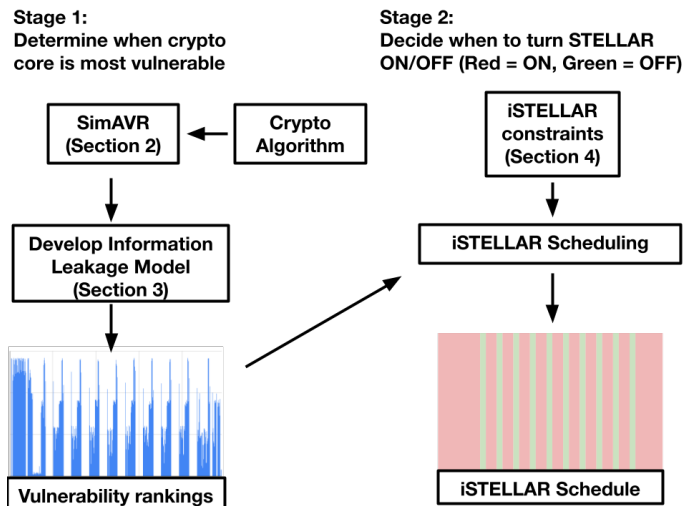 Stage 1:
Determine when crypto
core is most vulnerable
SimAVR
(Section 2)
Crypto
Algorithm
Develop Information
Leakage Model
(Section 3)
Vulnerability rankings
Stage 2:
Decide when to turn STELLAR
ON/OFF (Red = ON, Green = OFF)
iSTELLAR
constraints
(Section 4)
iSTELLAR Scheduling
iSTELLAR Schedule